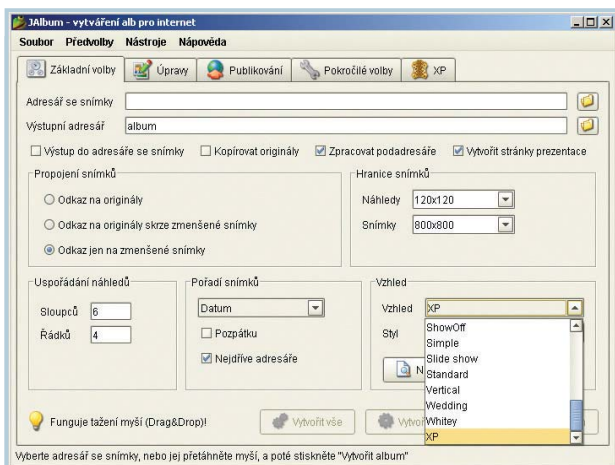 JAlbum - vytváření alb pro internet
Soubor Předvolby Nástroje Nápověda
Základní volby Úpravy Publikování Pokročilé volby XP
Adresář se snímky
Výstupní adresář album
Výstup do adresáře se snímky Kopírovat originály Zpracovat podadresáře Vytvořit stránky prezentace
Propojení snímků Hranice snímků
Odkaz na originály Náhledy 120x120
Odkaz na originály skrze zmenšené snímky Snímky 800x800
Odkaz jen na zmenšené snímky
Uspořádání náhledů Pořadí snímků Vzhled
Sloupců 6 Datum Vzhled XP
Řádků 4 Pozpátku Styl ShowOff
Simple
Nejdříve adresáře Slide show
N Standard
Vertical
Wedding
Funguje tažení myší (Drag&Drop)! Vytvořit vše Whitey
XP
Vyberte adresář se snímky, nebo jej přetáhněte myší, a poté stiskněte "Vytvořit album"